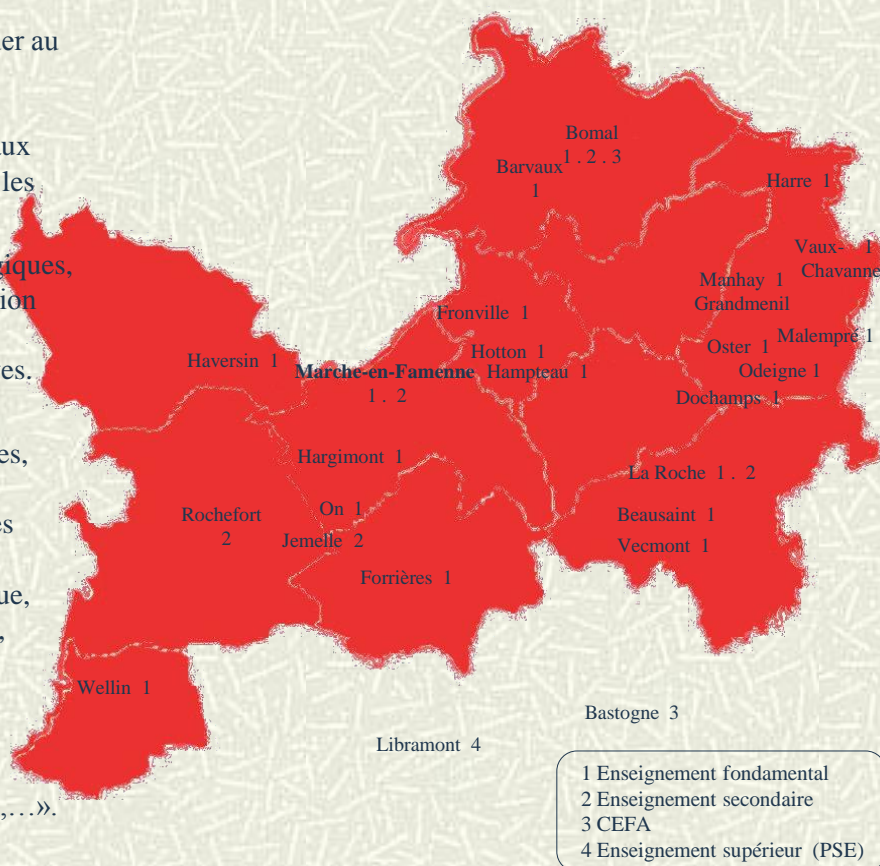 er au
aux
les
giques,
ion
es.
es,
es
ue,
,
,…».
Bomal
1 . 2 . 3
Barvaux
1
Harre 1
Vaux- 1
Chavanne
Manhay 1
Grandmenil
Fronville 1
Malempré 1
Oster 1
Hotton 1
Haversin 1
Marche-en-Famenne
1 . 2
Hampteau 1
Odeigne 1
Dochamps 1
Hargimont 1
La Roche 1 . 2
On 1
Rochefort
2
Beausaint 1
Jemelle 2
Vecmont 1
Forrières 1
Wellin 1
Bastogne 3
Libramont 4
1 Enseignement fondamental
2 Enseignement secondaire
3 CEFA
4 Enseignement supérieur (PSE)